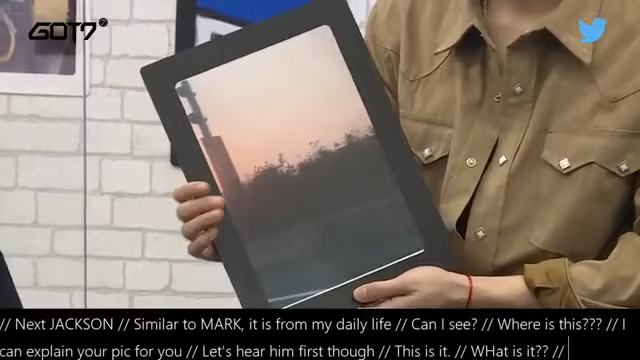 GOT7
// Next JACKSON // Similar to MARK, it is from my daily life // Can I see? // Where is this??? // I
can explain your pic for you // Let's hear him first though // This is it. // WHat is it?? //